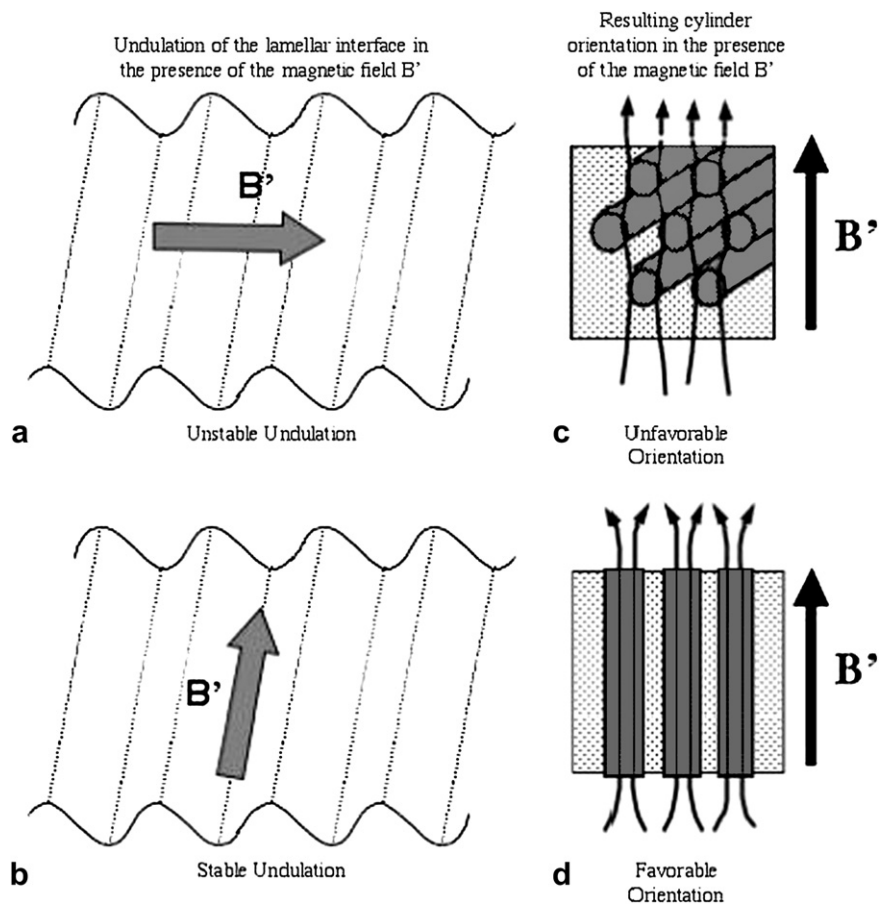 Undulation of the lamellar interface in
the presence of the magnetic field B'
Resulting cylinder
orientation in the presence
of the magnetic field B'
B'
B'
a
Unstable Undulation
c
Unfavorable
Orientation
B'
B'
b
Stable Undulation
d
Favorable
Orientation